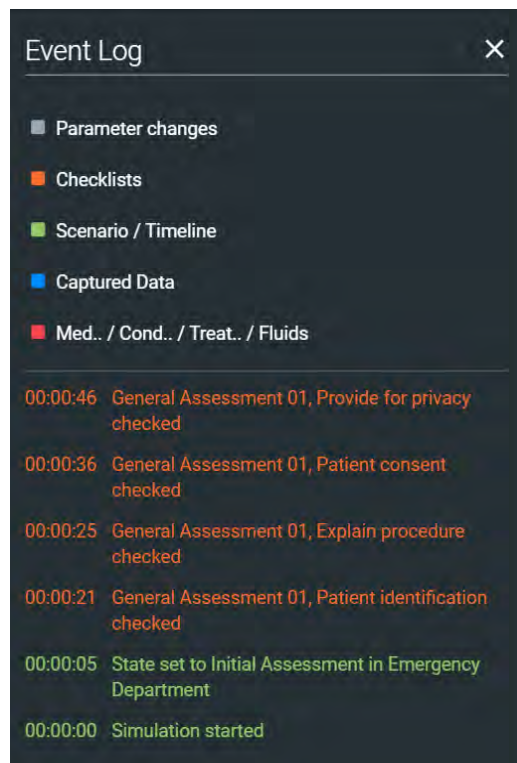 Event Log
Parameter changes
Checklists
Scenario / Timeline
Captured Data
Med.. / Cond.. / Treat.. / Fluids
00:00:46 General Assessment 01, Provide for privacy
checked
00:00:36 General Assessment 01, Patient consent
checked
00:00:25 General Assessment 01, Explain procedure
checked
00:00:21 General Assessment 01, Patient identification
checked
00:00:05 State set to Initial Assessment in Emergency
Department
00:00:00 Simulation started